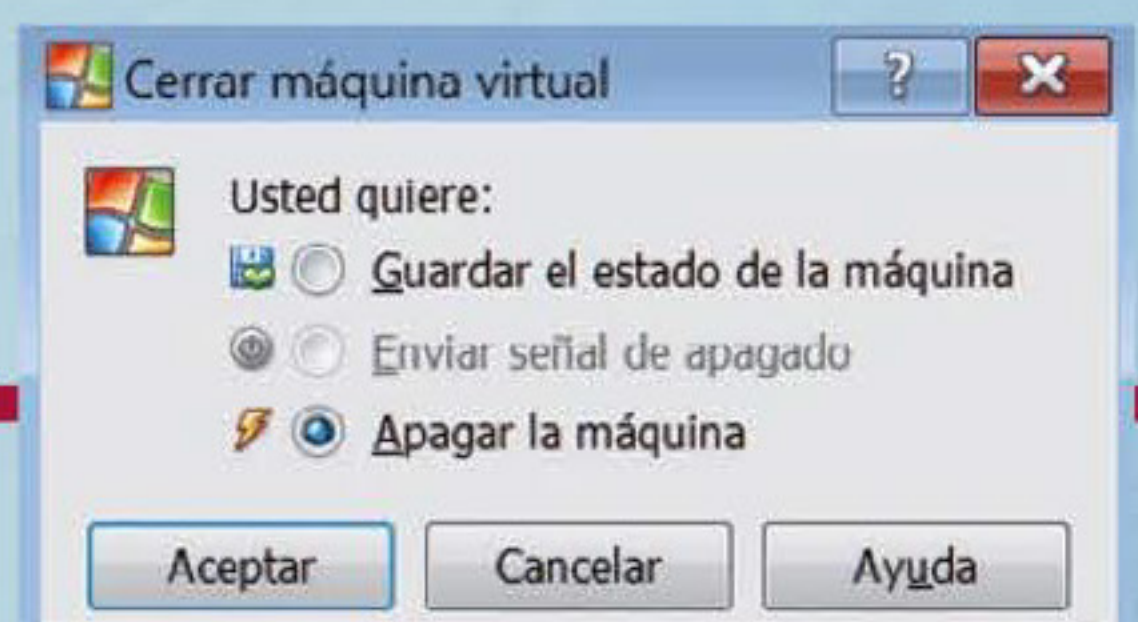 Cerrar máquina virtual
?
Usted quiere:
Guardar el estado de la máquina
Enviar señal de apagado
Apagar la máquina
Aceptar Cancelar Ayuda